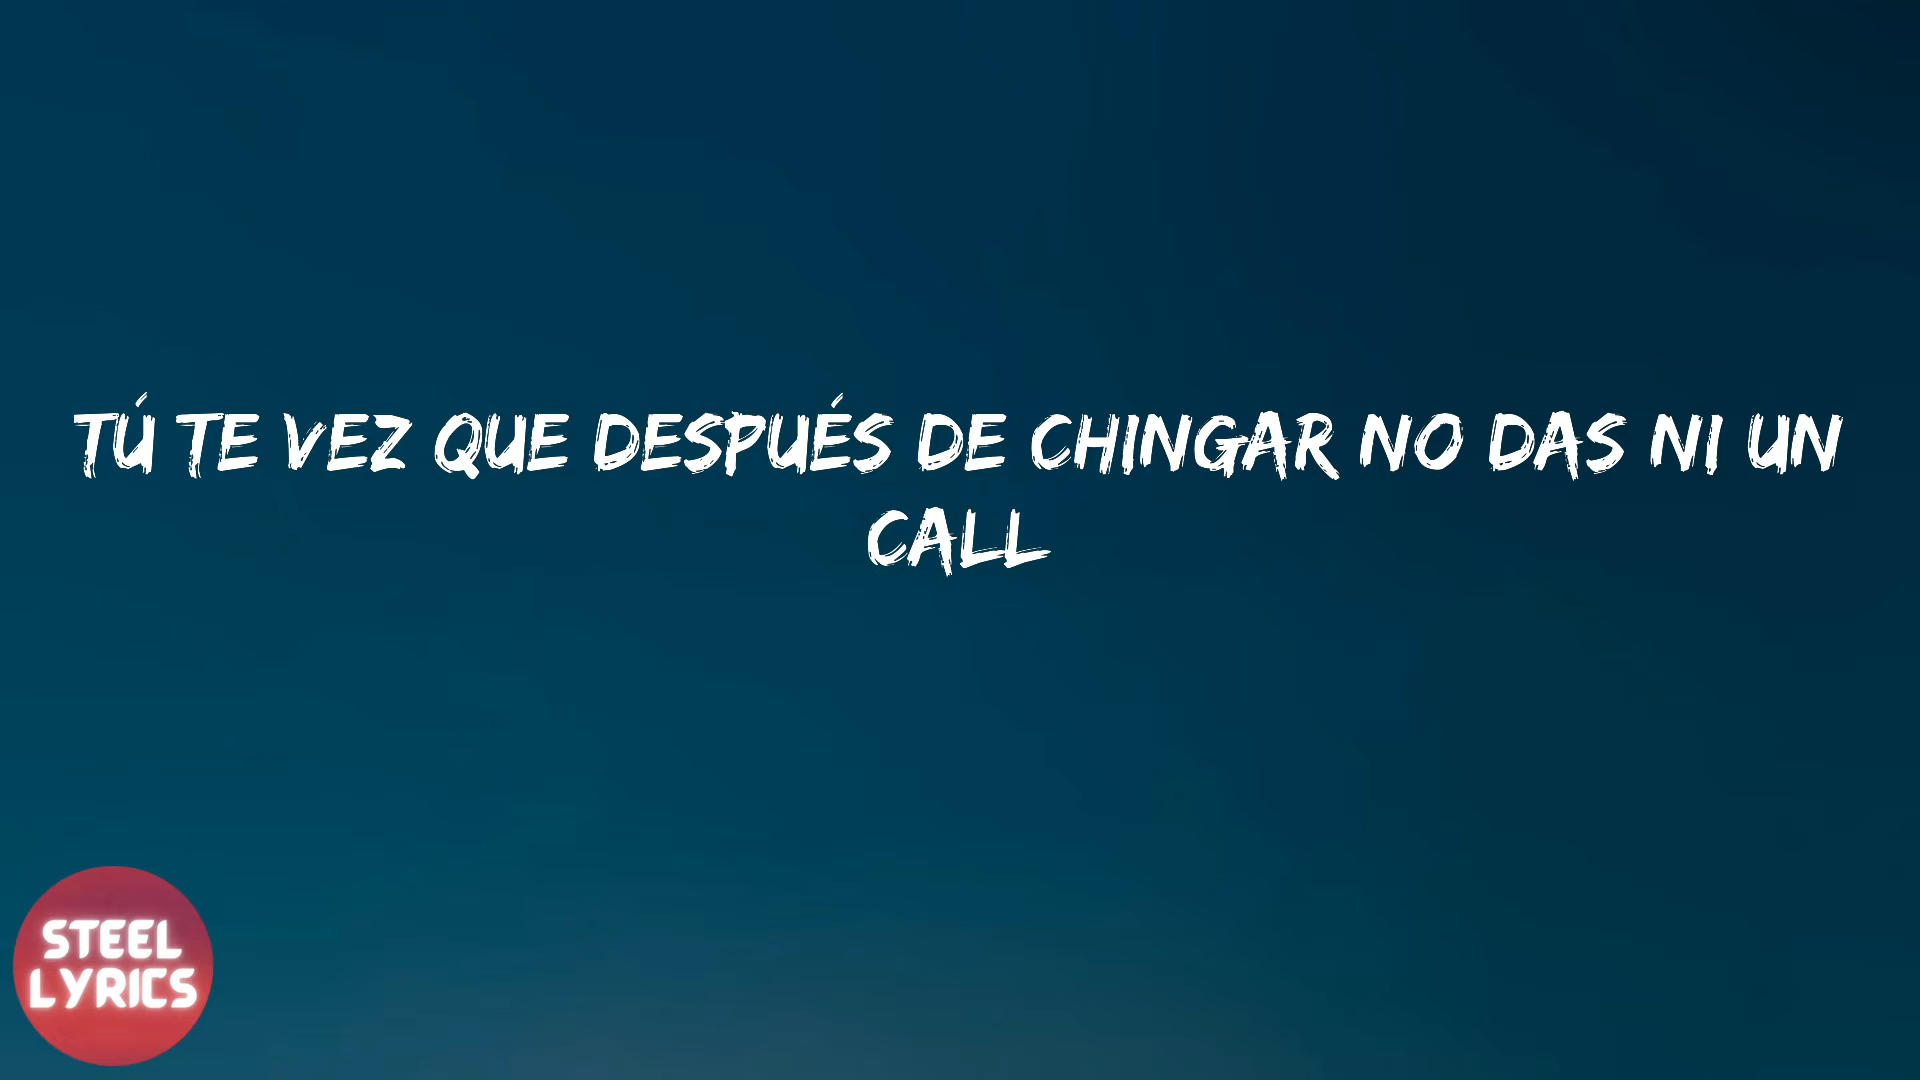 TÚ TE VEZ QUE DESPUÉS DE CHINGAR NO DAS NI UN
CALL
STEEL
LYRICS